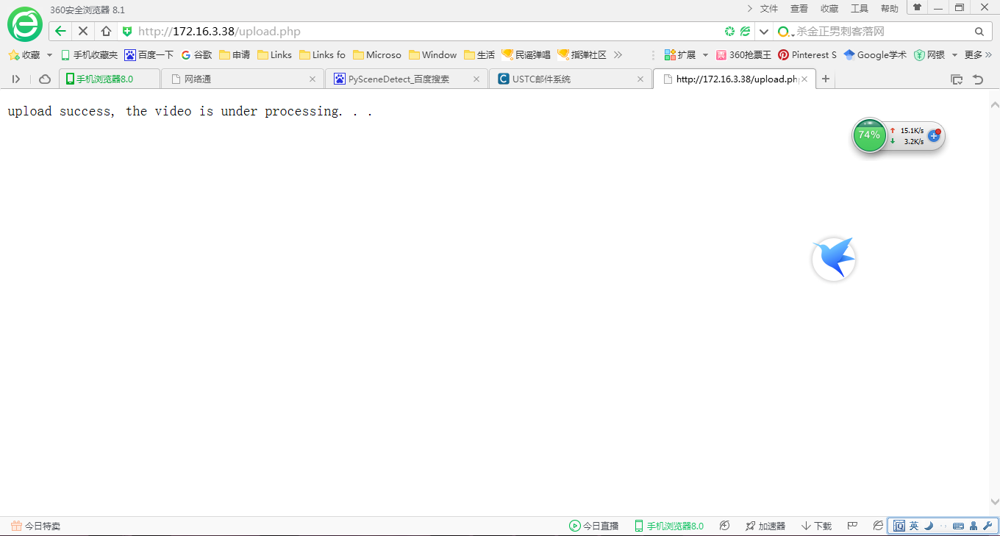 360安全浏览器 8.1
文件 查看 收藏 工具 帮助
http://172.16.3.38/upload.php
杀金正男刺客落网
收藏 手机收藏夹 百度一下 谷歌 申请 Links Links fo Microso Window 生活 民谣弹唱 指弹社区 扩展 360抢票王 Pinterest S Google学术 网银 更多
手机浏览器8.0 网络通 PySceneDetect_百度搜索 USTC邮件系统 http://172.16.3.38/upload.ph
upload success, the video is under processing. . .
74% 15.1K/s
3.2K/s
今日特卖 今日直播 手机浏览器8.0 加速器 下载 英